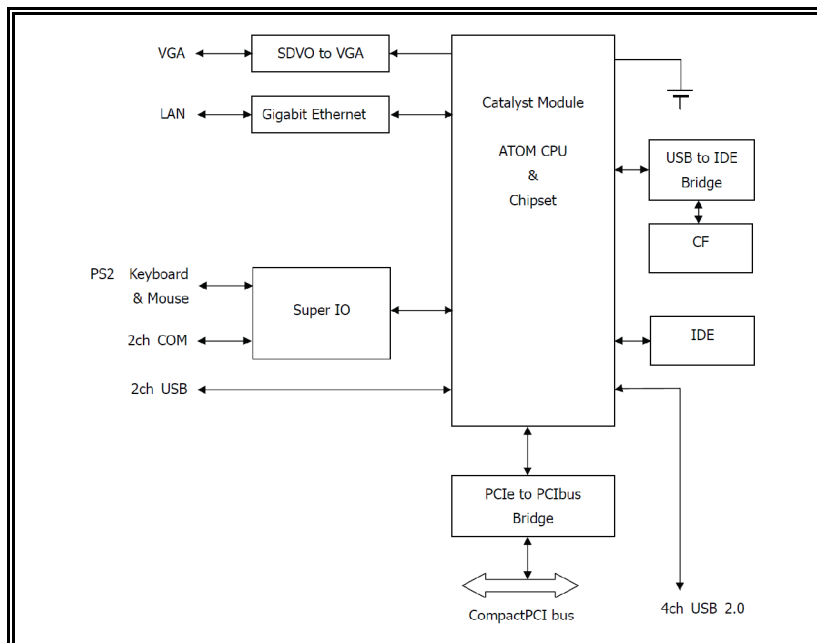 VGA
SDVO to VGA
LAN
Gigabit Ethernet
Catalyst Module
ATOM CPU
&
Chipset
USB to IDE
Bridge
CF
PS2 Keyboard
& Mouse
Super IO
2ch COM
IDE
2ch USB
PCIe to PCIbus
Bridge
CompactPCI bus
4ch USB 2.0